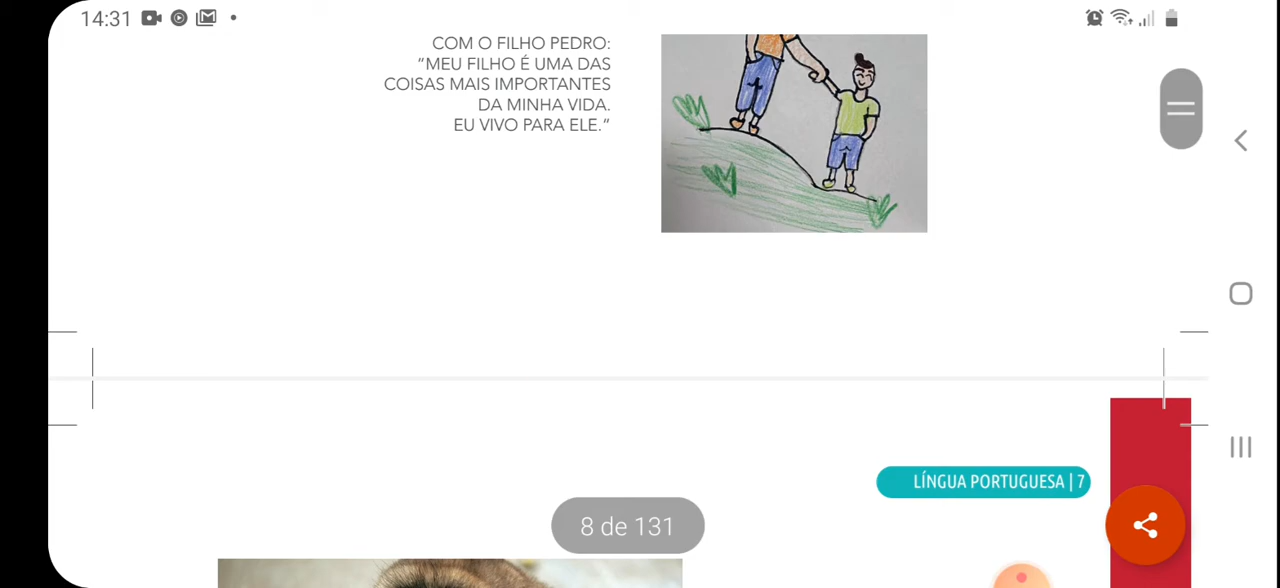 14:31
COM O FILHO PEDRO:
“MEU FILHO É UMA DAS
COISAS MAIS IMPORTANTES
DA MINHA VIDA.
EU VIVO PARA ELE.”
LÍNGUA PORTUGUESA | 7
8 de 131